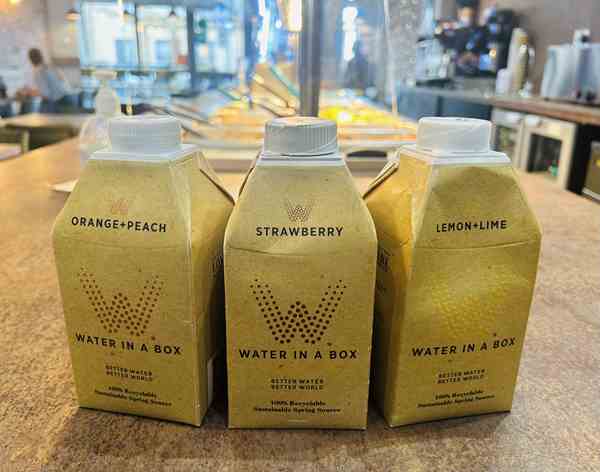 ORANGE+PEACH
WATER IN A BOX
BETTER WATER
BETTER WORLD
100% Recyclable
Sustainable Spring Source
STRAWBERRY
WATER IN A BOX
BETTER WATER
BETTER WORLD
100% Recyclable
Sustainable Spring Source
LEMON+LIME
WATER IN A BOX
BETTER WATER
BETTER WORLD
100% Recyclable
Sustainable Spring Source